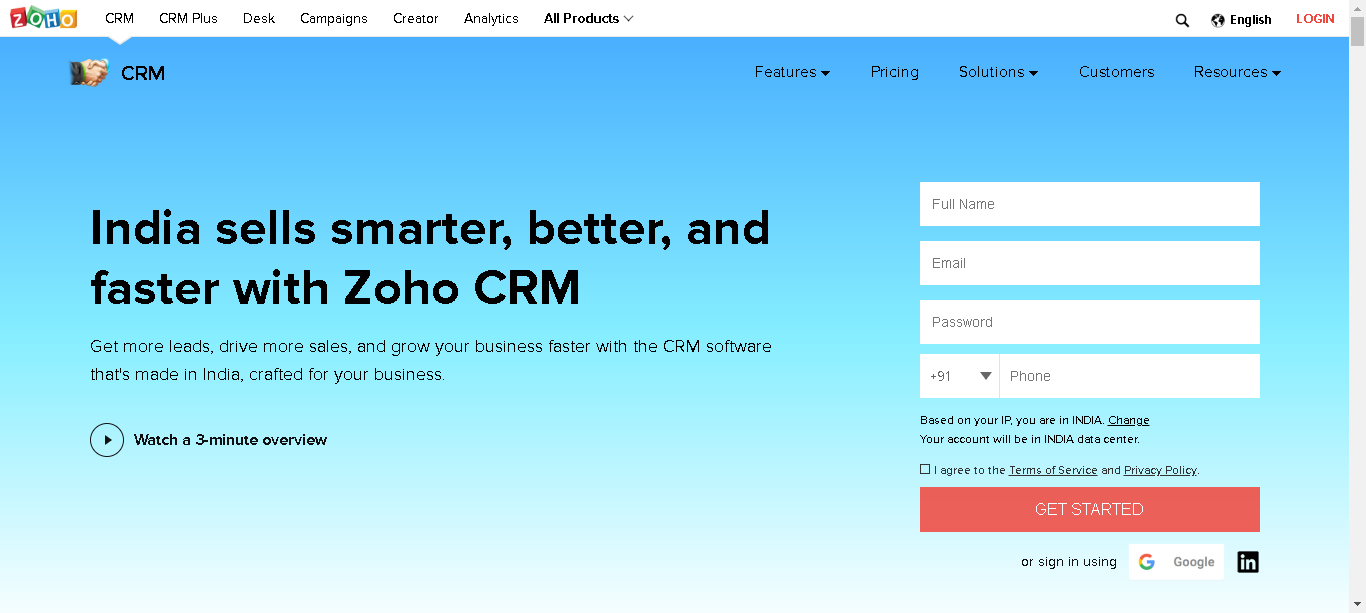 ZOHO CRM CRM Plus Desk Campaigns Creator Analytics All Products English LOGIN
CRM Features Pricing Solutions Customers Resources
India sells smarter, better, and
faster with Zoho CRM
Get more leads, drive more sales, and grow your business faster with the CRM software
that's made in India, crafted for your business.
Watch a 3-minute overview
Full Name
Email
Password
+91 Phone
Based on your IP, you are in INDIA. Change
Your account will be in INDIA data center.
I agree to the Terms of Service and Privacy Policy.
GET STARTED
or sign in using G Google in